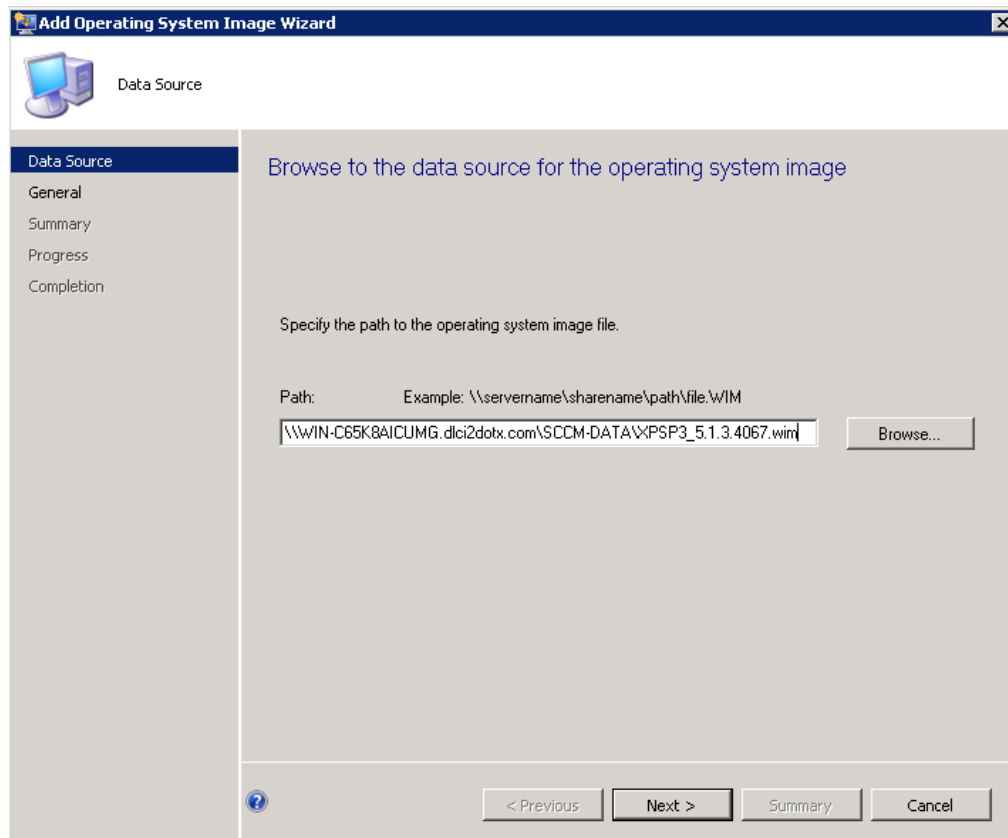 Add Operating System Image Wizard
Data Source
Data Source
General
Summary
Progress
Completion
Browse to the data source for the operating system image
Specify the path to the operating system image file.
Path: Example: \\servername\sharename\path\file.WIM
\\WIN-C65K8AICUMG.dlci2dotx.com\SCCM-DATA\XPSP3_5.1.3.4067.wim
Browse...
< Previous Next > Summary Cancel